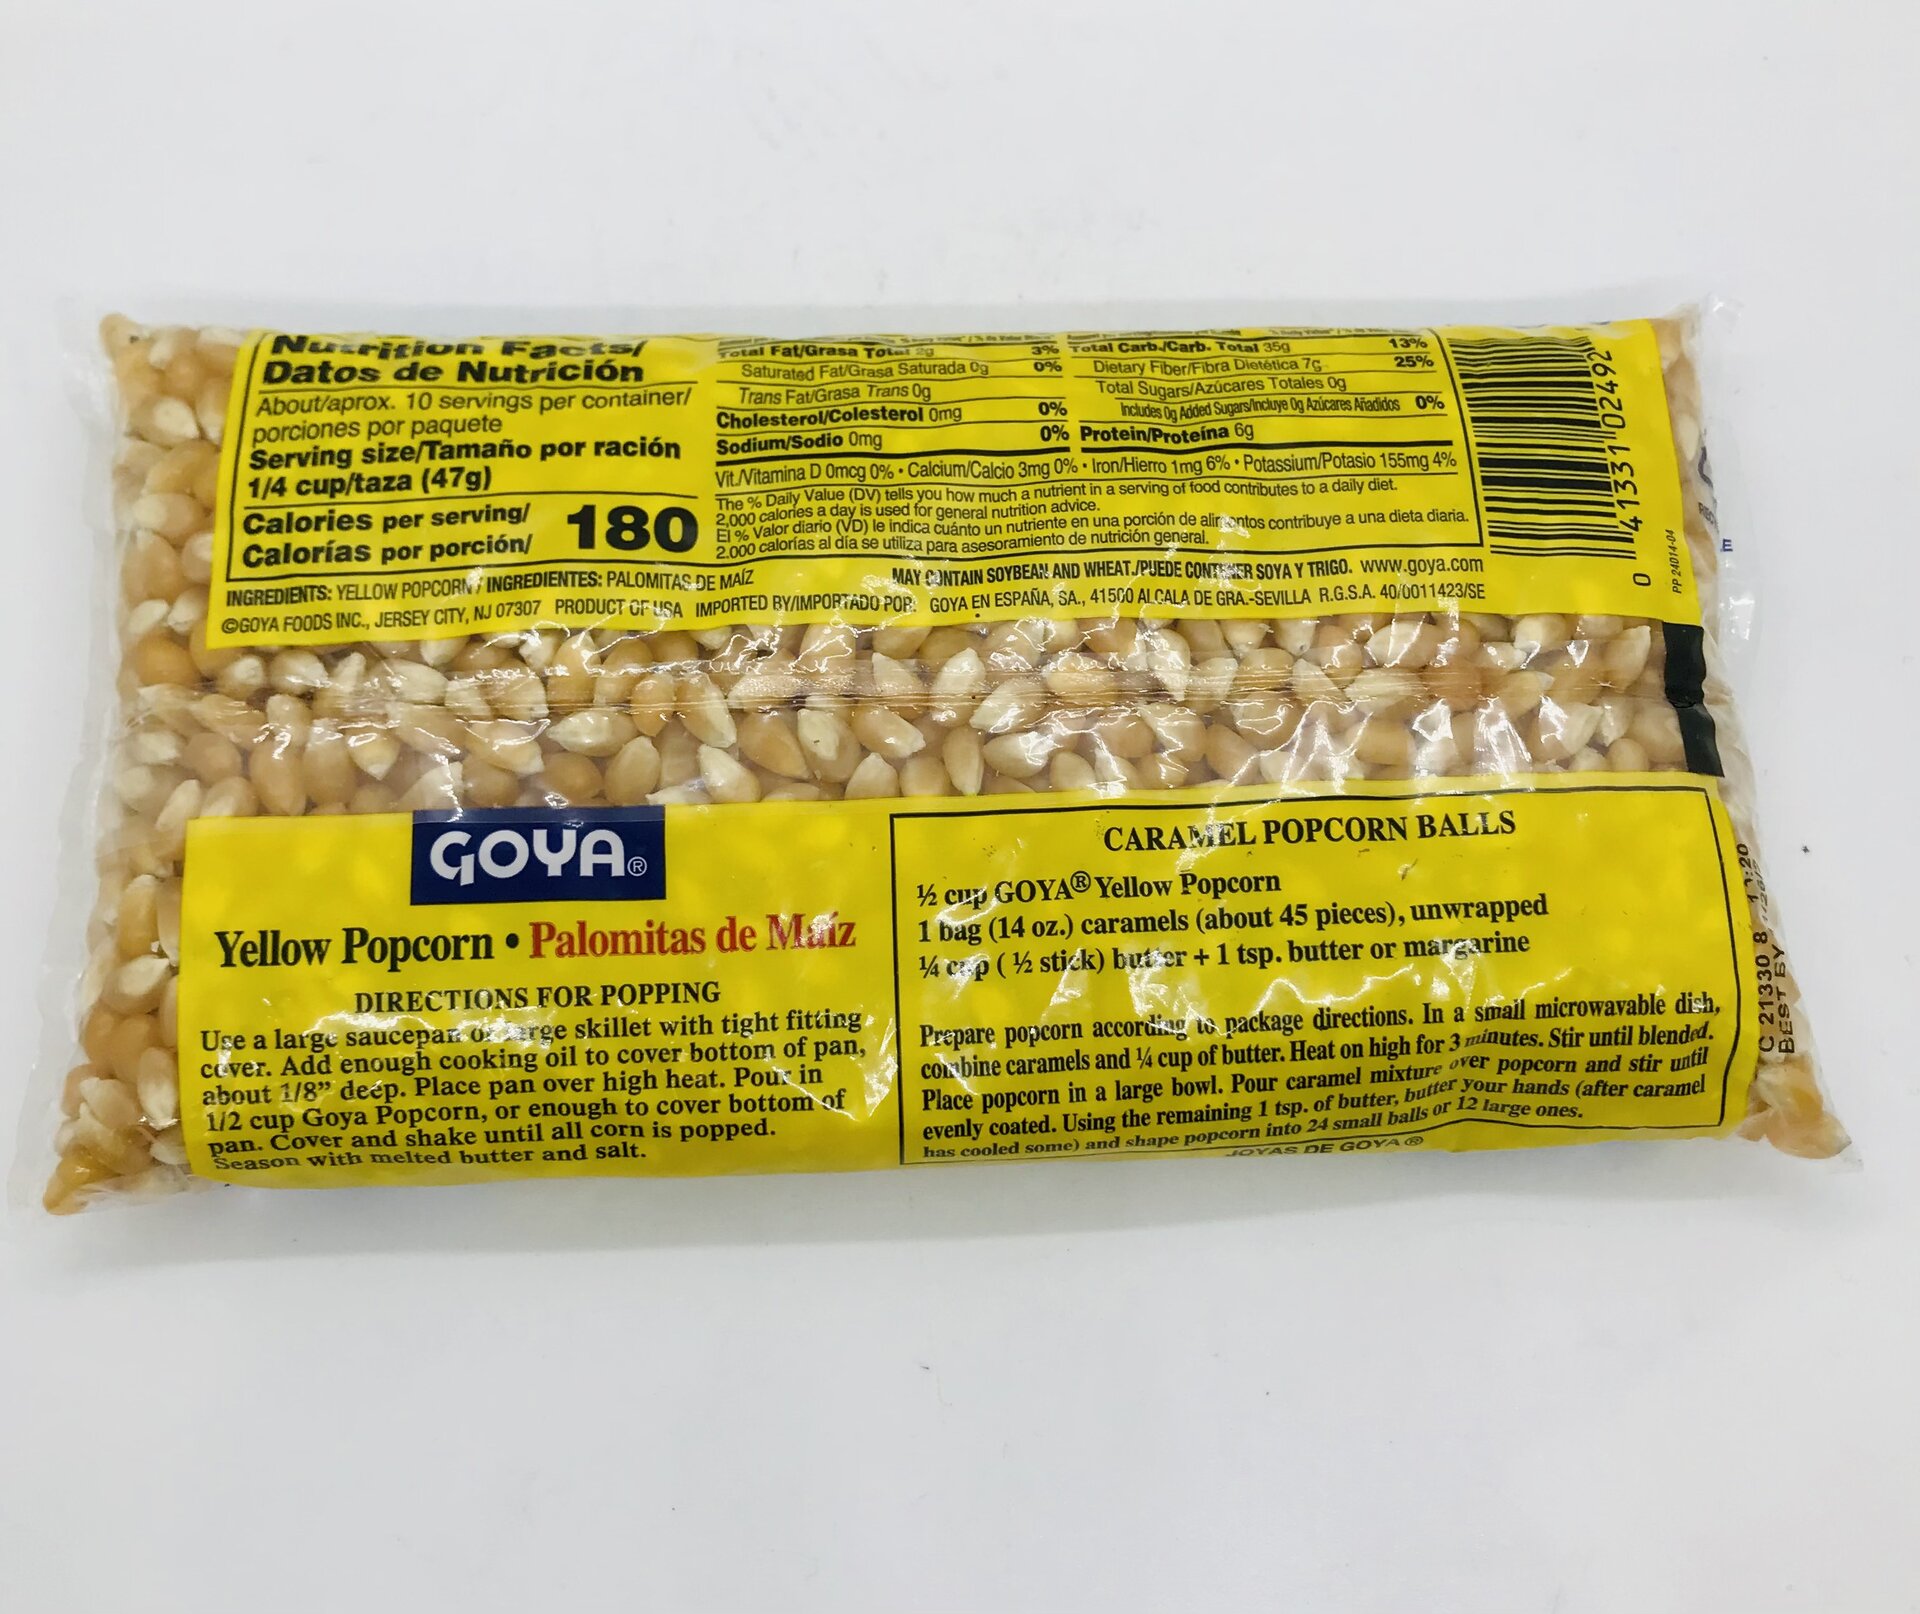 Nutrition Facts/
Datos de Nutrición
About/aprox. 10 servings per container/
porciones por paquete
Serving size/Tamaño por ración
1/4 cup/taza (47g)
Calories per serving/
Calorías por porción/
180
Total Fat/Grasa Total 2g 3%
Saturated Fat/Grasa Saturada 0g 0%
Trans Fat/Grasa Trans 0g
Cholesterol/Colesterol 0mg 0%
Sodium/Sodio 0mg 0%
Total Carb./Carb. Total 35g 13%
Dietary Fiber/Fibra Dietética 7g 25%
Total Sugars/Azúcares Totales 0g
Includes 0g Added Sugars/Incluye 0g Azúcares Añadidos 0%
Protein/Proteína 6g
Vit./Vitamina D 0mcg 0% • Calcium/Calcio 3mg 0% • Iron/Hierro 1mg 6% • Potassium/Potasio 155mg 4%
The % Daily Value (DV) tells you how much a nutrient in a serving of food contributes to a daily diet.
2,000 calories a day is used for general nutrition advice.
El % Valor diario (VD) le indica cuánto un nutriente en una porción de alimentos contribuye a una dieta diaria.
2.000 calorías al día se utiliza para asesoramiento de nutrición general.
INGREDIENTS: YELLOW POPCORN / INGREDIENTES: PALOMITAS DE MAÍZ
MAY CONTAIN SOYBEAN AND WHEAT./PUEDE CONTENER SOYA Y TRIGO. www.goya.com
©GOYA FOODS INC., JERSEY CITY, NJ 07307 PRODUCT OF USA IMPORTED BY/IMPORTADO POR: GOYA EN ESPAÑA, SA., 41500 ALCALA DE GRA.-SEVILLA R.G.S.A. 40/0011423/SE
0 41331 02492
PP 24014-04
GOYA®
Yellow Popcorn • Palomitas de Maíz
DIRECTIONS FOR POPPING
Use a large saucepan or large skillet with tight fitting
cover. Add enough cooking oil to cover bottom of pan,
about 1/8” deep. Place pan over high heat. Pour in
1/2 cup Goya Popcorn, or enough to cover bottom of
pan. Cover and shake until all corn is popped.
Season with melted butter and salt.
CARAMEL POPCORN BALLS
½ cup GOYA® Yellow Popcorn
1 bag (14 oz.) caramels (about 45 pieces), unwrapped
¼ cup ( ½ stick) butter + 1 tsp. butter or margarine
Prepare popcorn according to package directions. In a small microwavable dish,
combine caramels and ¼ cup of butter. Heat on high for 3 minutes. Stir until blended.
Place popcorn in a large bowl. Pour caramel mixture over popcorn and stir until
evenly coated. Using the remaining 1 tsp. of butter, butter your hands (after caramel
has cooled some) and shape popcorn into 24 small balls or 12 large ones.
JOYAS DE GOYA®
C 21330 8
BEST BY